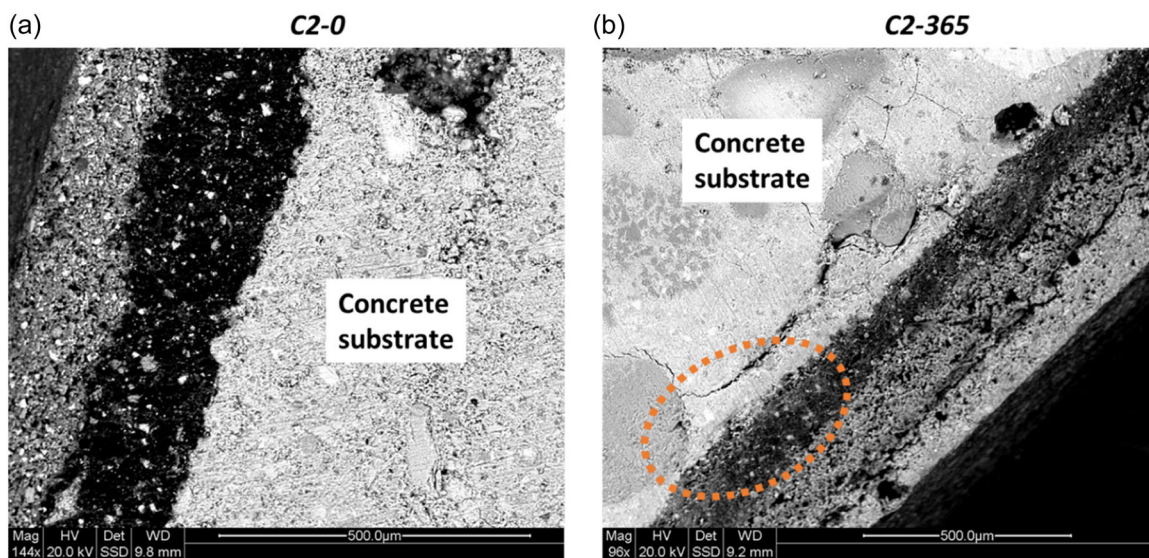 (a)
C2-0
Concrete
substrate
Mag HV Det WD 500.0µm
144x 20.0 kV SSD 9.8 mm
(b)
C2-365
Concrete
substrate
Mag HV Det WD 500.0µm
96x 20.0 kV SSD 9.2 mm